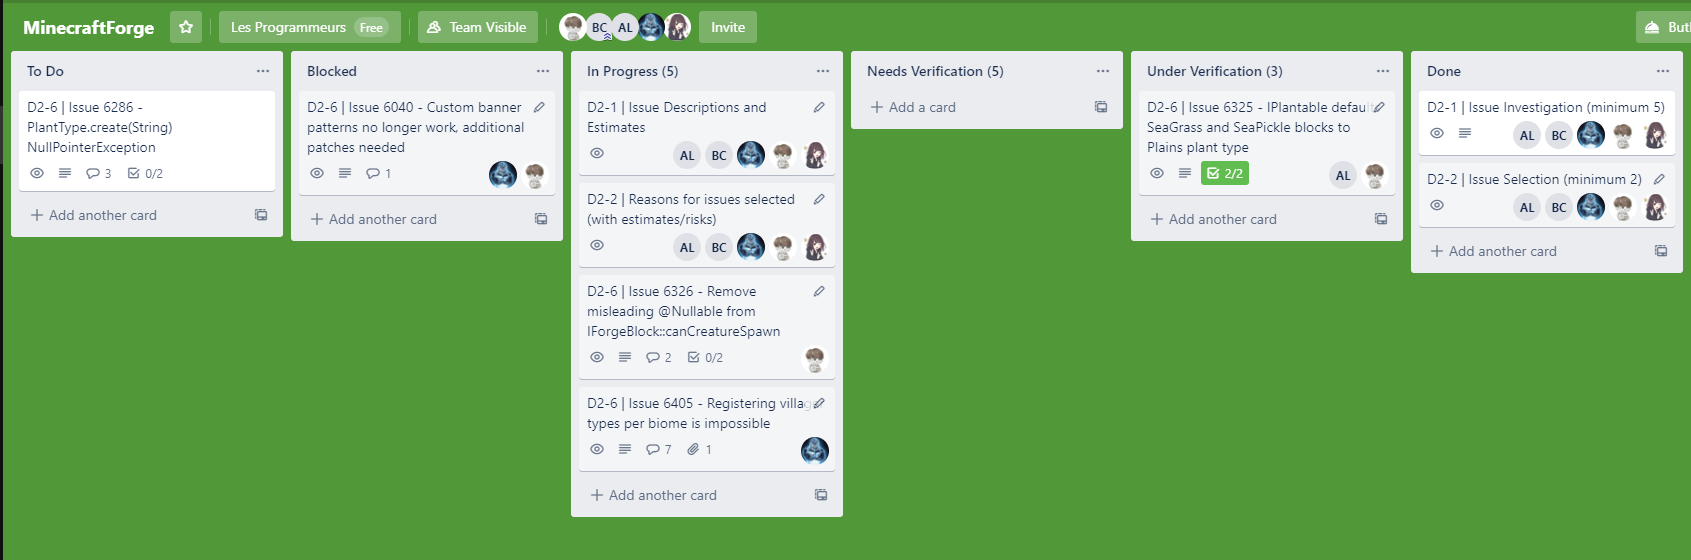 MinecraftForge
Les Programmeurs Free
Team Visible
BC
AL
Invite
To Do
D2-6 | Issue 6286 -
PlantType.create(String)
NullPointerException
3 0/2
+ Add another card
Blocked
D2-6 | Issue 6040 - Custom banner
patterns no longer work, additional
patches needed
1
+ Add another card
In Progress (5)
D2-1 | Issue Descriptions and
Estimates
AL BC
D2-2 | Reasons for issues selected
(with estimates/risks)
AL BC
D2-6 | Issue 6326 - Remove
misleading @Nullable from
IForgeBlock::canCreatureSpawn
2 0/2
D2-6 | Issue 6405 - Registering villager
types per biome is impossible
7 1
+ Add another card
Needs Verification (5)
+ Add a card
Under Verification (3)
D2-6 | Issue 6325 - IPlantable default
SeaGrass and SeaPickle blocks to
Plains plant type
2/2 AL
+ Add another card
Done
D2-1 | Issue Investigation (minimum 5)
AL BC
D2-2 | Issue Selection (minimum 2)
AL BC
+ Add another card